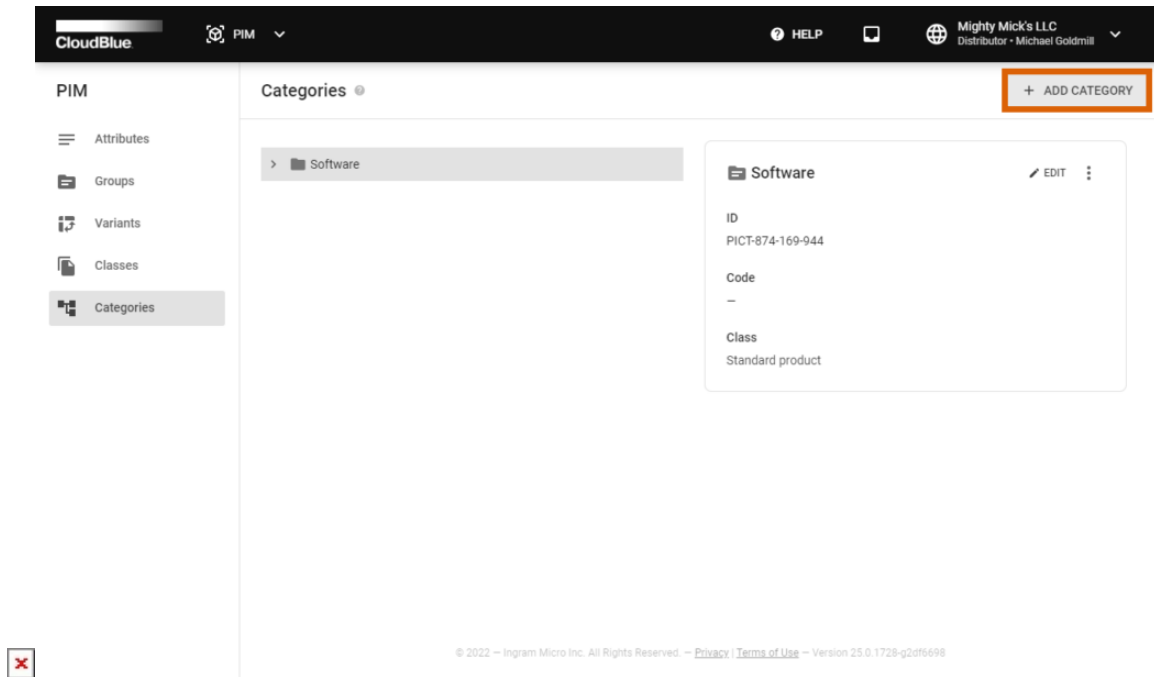 CloudBlue
PIM
HELP
Mighty Mick's LLC
Distributor • Michael Goldmill
PIM
Categories
+ ADD CATEGORY
Attributes
Groups
Variants
Classes
Categories
Software
Software
EDIT
ID
PICT-874-169-944
Code
–
Class
Standard product
© 2022 – Ingram Micro Inc. All Rights Reserved. – Privacy | Terms of Use – Version 25.0.1728-g2df6698